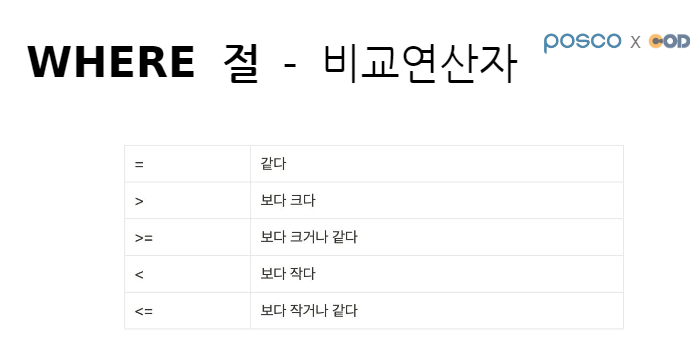 posco x COD
WHERE 절 - 비교연산자
= 같다
> 보다 크다
>= 보다 크거나 같다
< 보다 작다
<= 보다 작거나 같다